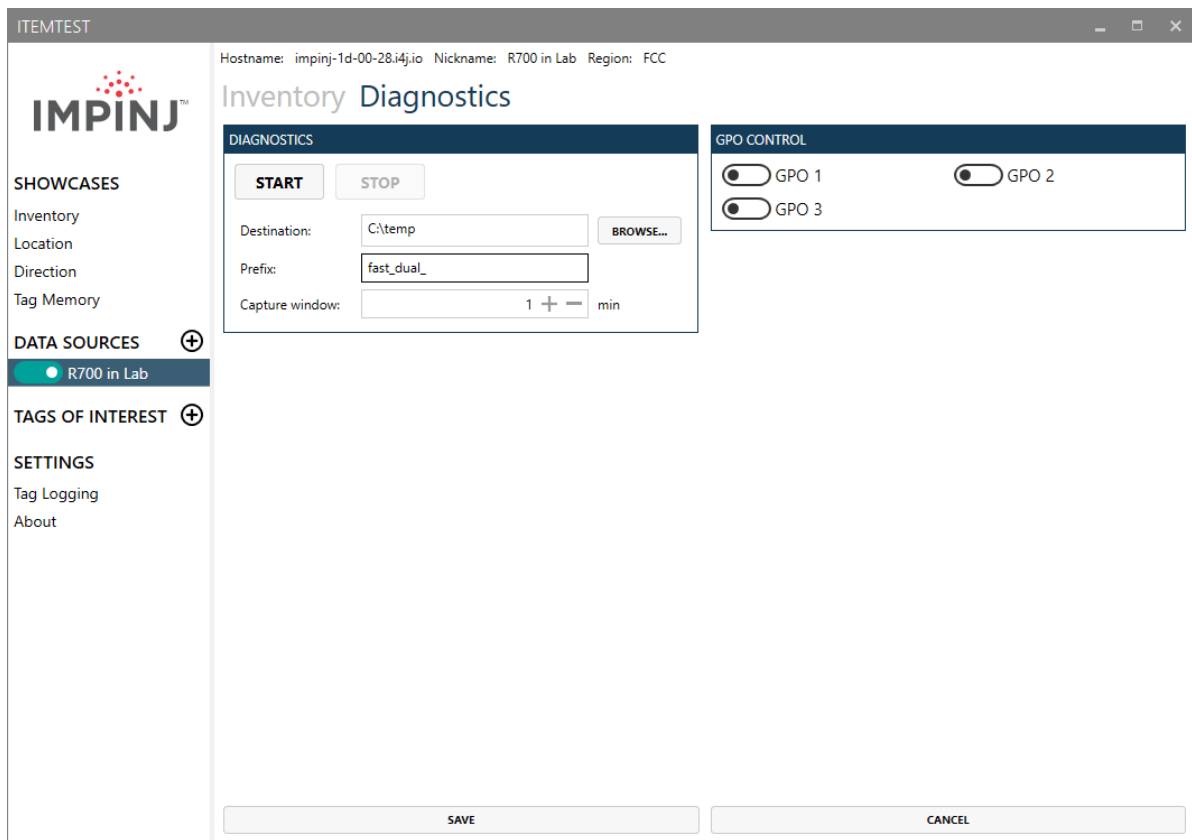 ITEMTEST
IMPINJ™
SHOWCASES
Inventory
Location
Direction
Tag Memory
DATA SOURCES
R700 in Lab
TAGS OF INTEREST
SETTINGS
Tag Logging
About
Hostname: impinj-1d-00-28.i4j.io Nickname: R700 in Lab Region: FCC
Inventory Diagnostics
DIAGNOSTICS
START STOP
Destination: C:\temp BROWSE...
Prefix: fast_dual_
Capture window: 1 min
GPO CONTROL
GPO 1 GPO 2
GPO 3
SAVE CANCEL